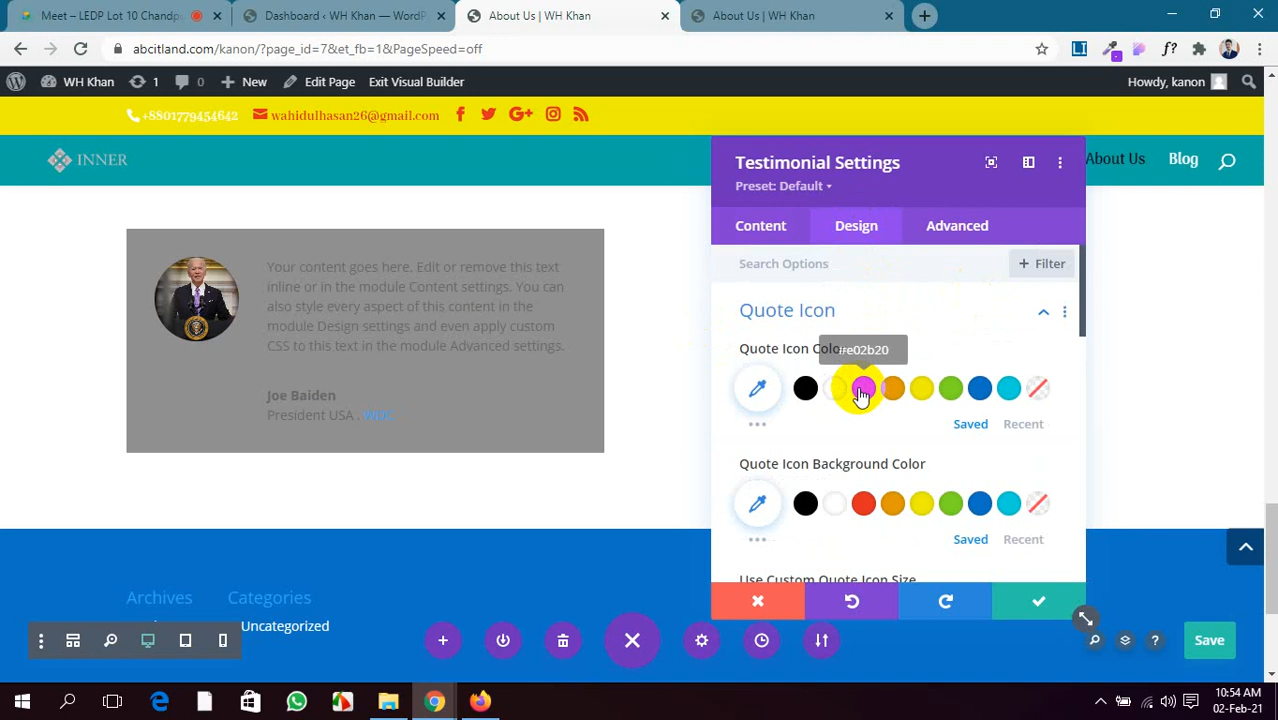 Meet – LEDP Lot 10 Chandp
Dashboard ‹ WH Khan — WordP
About Us | WH Khan
About Us | WH Khan
abcitland.com/kanon/?page_id=7&et_fb=1&PageSpeed=off
WH Khan
1
0
New
Edit Page
Exit Visual Builder
Howdy, kanon
+8801779454642
wahidulhasan26@gmail.com
INNER
About Us
Blog
Testimonial Settings
Preset: Default
Content
Design
Advanced
Search Options
+ Filter
Quote Icon
Quote Icon Colo
#e02b20
Saved
Recent
Quote Icon Background Color
Saved
Recent
Use Custom Quote Icon Size
Your content goes here. Edit or remove this text
inline or in the module Content settings. You can
also style every aspect of this content in the
module Design settings and even apply custom
CSS to this text in the module Advanced settings.
Joe Baiden
President USA .
Archives
Categories
Uncategorized
Save
10:54 AM
02-Feb-21